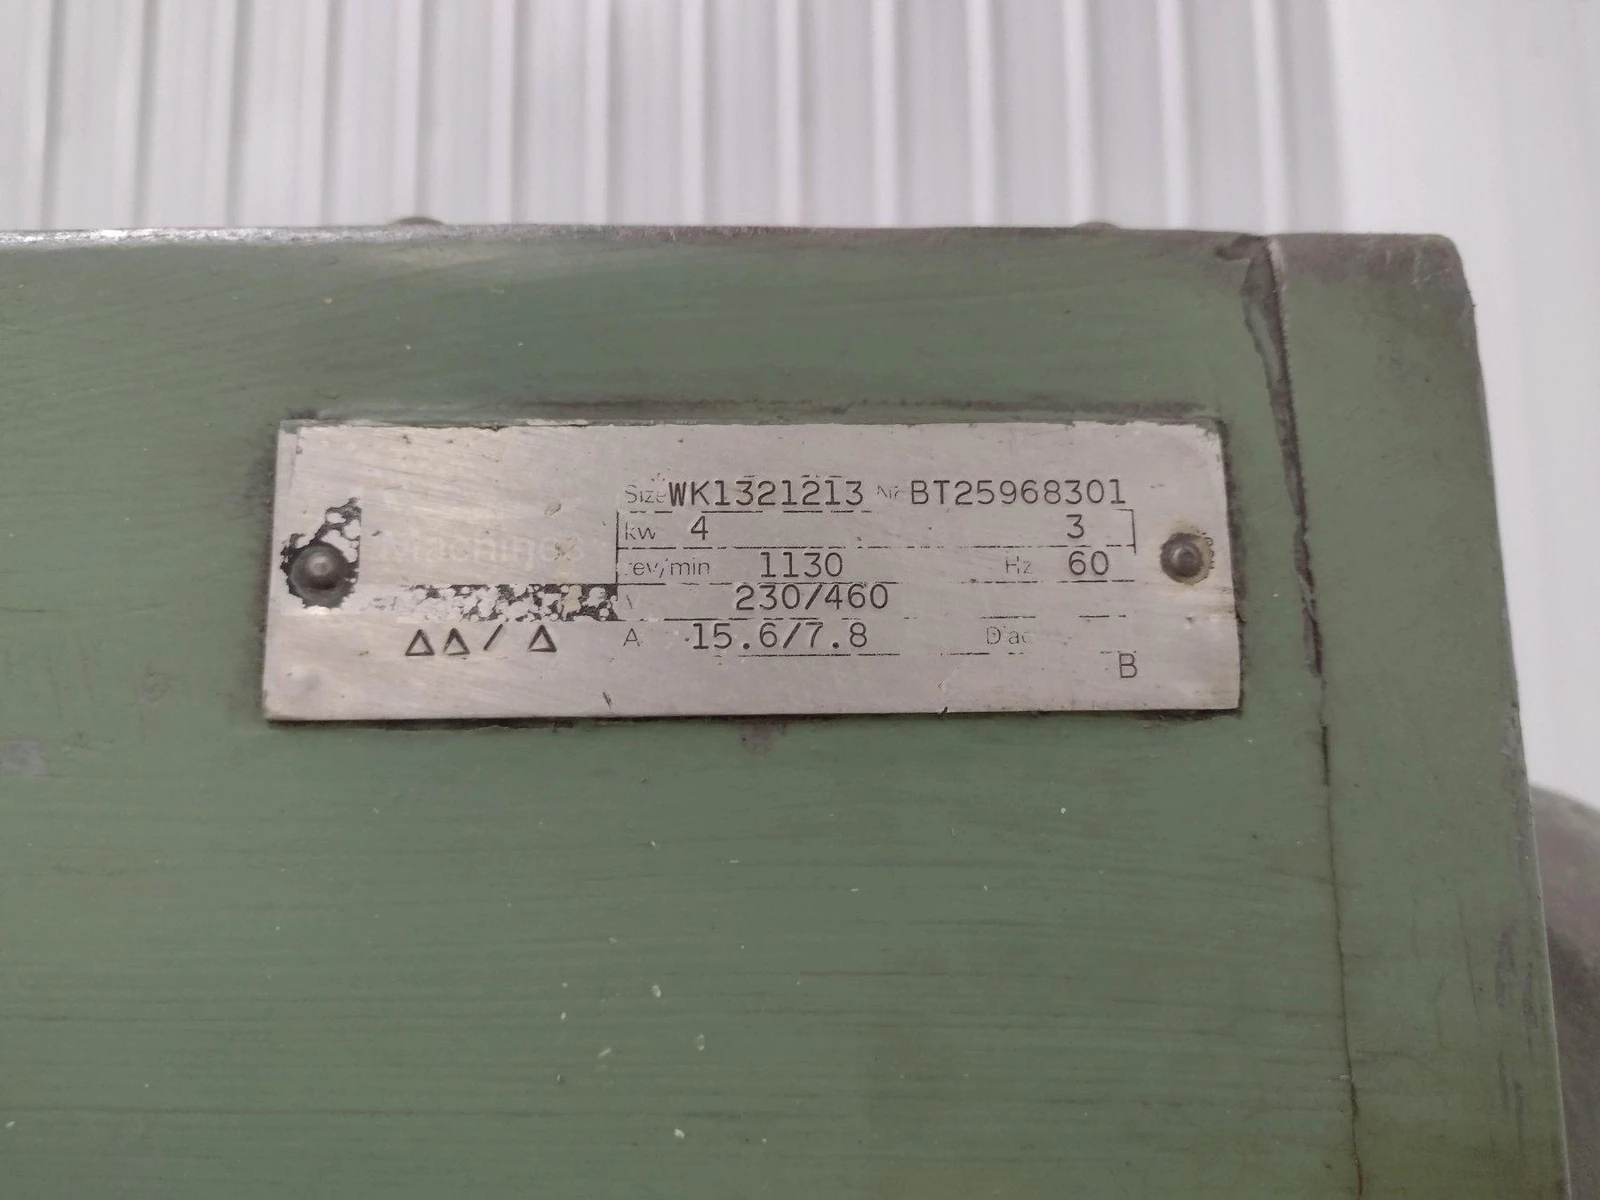 Size WK1321213 Nr. BT25968301
kw 4 3
Machines
rev/min 1130 Hz 60
V 230/460
ΔΔ/ Δ A 15.6/7.8
B